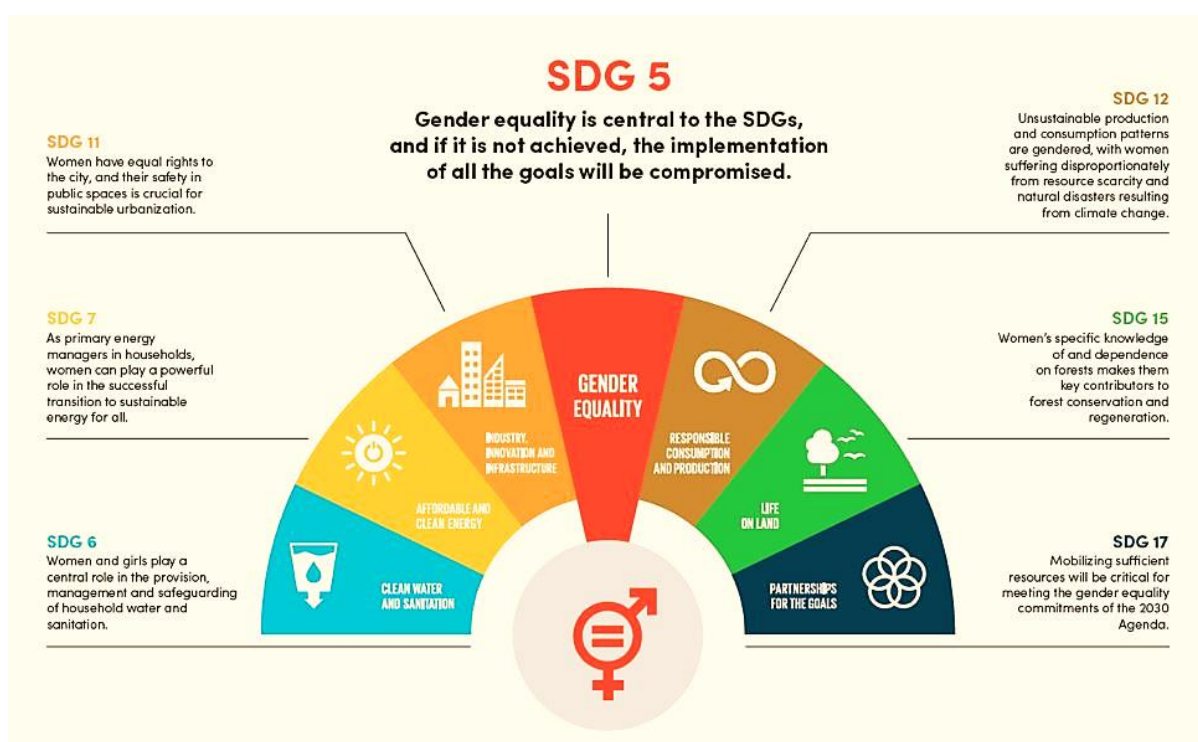 SDG 5
Gender equality is central to the SDGs,
and if it is not achieved, the implementation
of all the goals will be compromised.
SDG 11
Women have equal rights to
the city, and their safety in
public spaces is crucial for
sustainable urbanization.
SDG 7
As primary energy
managers in households,
women can play a powerful
role in the successful
transition to sustainable
energy for all.
SDG 6
Women and girls play a
central role in the provision,
management and safeguarding
of household water and
sanitation.
CLEAN WATER
AND SANITATION
AFFORDABLE AND
CLEAN ENERGY
INDUSTRY,
INNOVATION AND
INFRASTRUCTURE
GENDER
EQUALITY
RESPONSIBLE
CONSUMPTION
AND PRODUCTION
LIFE
ON LAND
PARTNERSHIPS
FOR THE GOALS
SDG 12
Unsustainable production
and consumption patterns
are gendered, with women
suffering disproportionately
from resource scarcity and
natural disasters resulting
from climate change.
SDG 15
Women's specific knowledge
of and dependence
on forests makes them
key contributors to
forest conservation and
regeneration.
SDG 17
Mobilizing sufficient
resources will be critical for
meeting the gender equality
commitments of the 2030
Agenda.